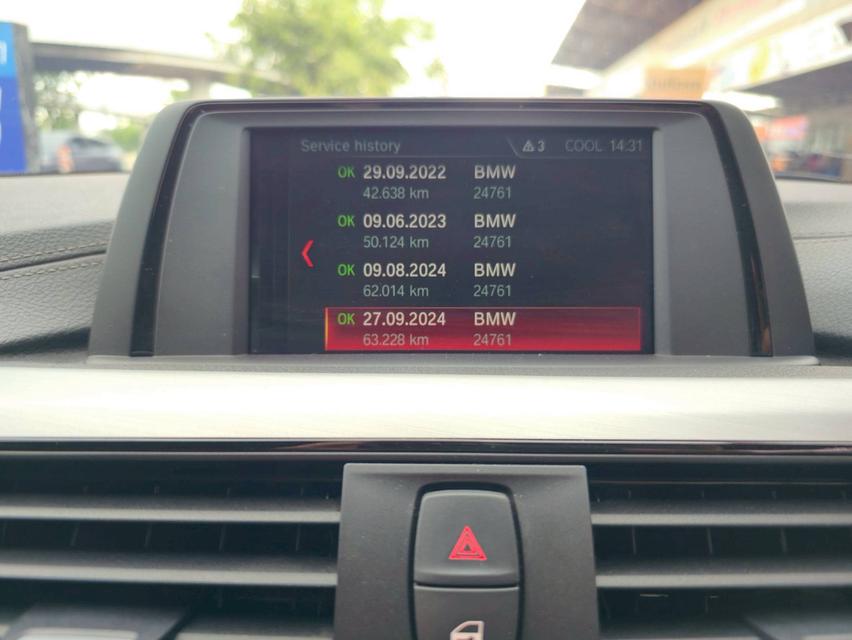 Service history 3 COOL 14:31
OK 29.09.2022 BMW
42.638 km 24761
OK 09.06.2023 BMW
50.124 km 24761
OK 09.08.2024 BMW
62.014 km 24761
OK 27.09.2024 BMW
63.228 km 24761